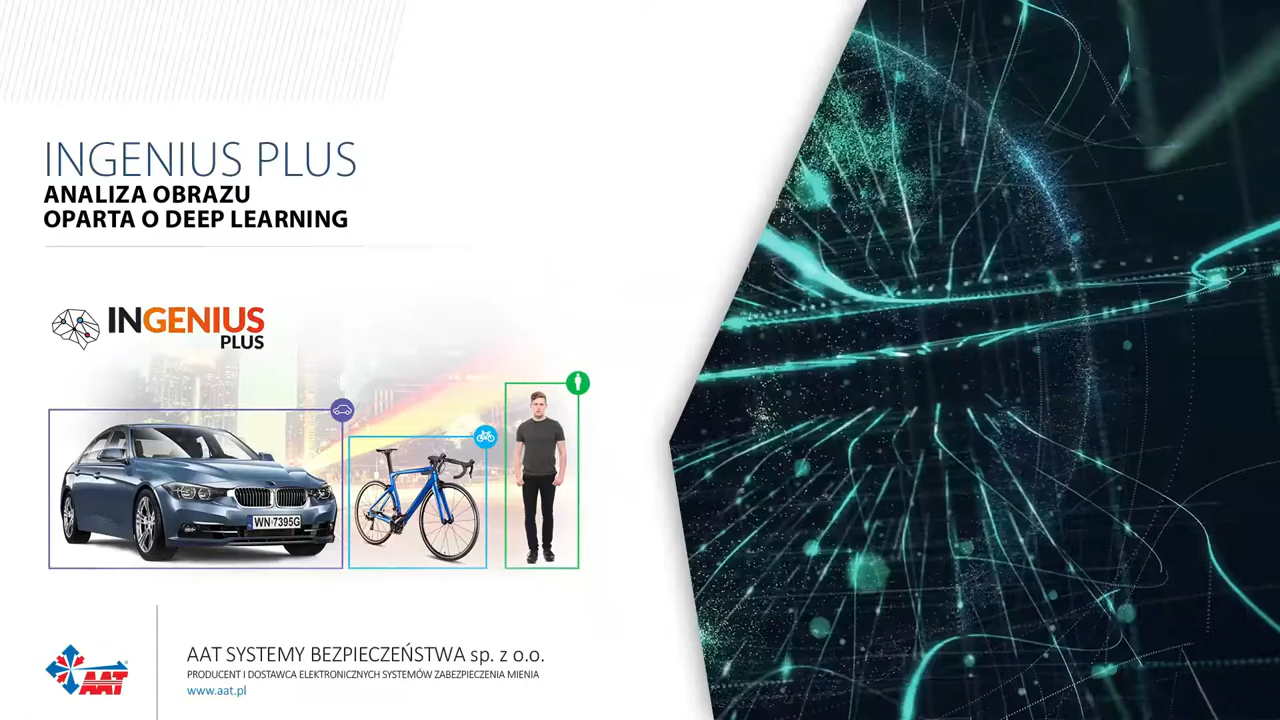 INGENIUS PLUS
ANALIZA OBRAZU
OPARTA O DEEP LEARNING
INGENIUS
PLUS
WN 7395G
AAT
AAT SYSTEMY BEZPIECZEŃSTWA sp. z o.o.
PRODUCENT I DOSTAWCA ELEKTRONICZNYCH SYSTEMÓW ZABEZPIECZENIA MIENIA
www.aat.pl